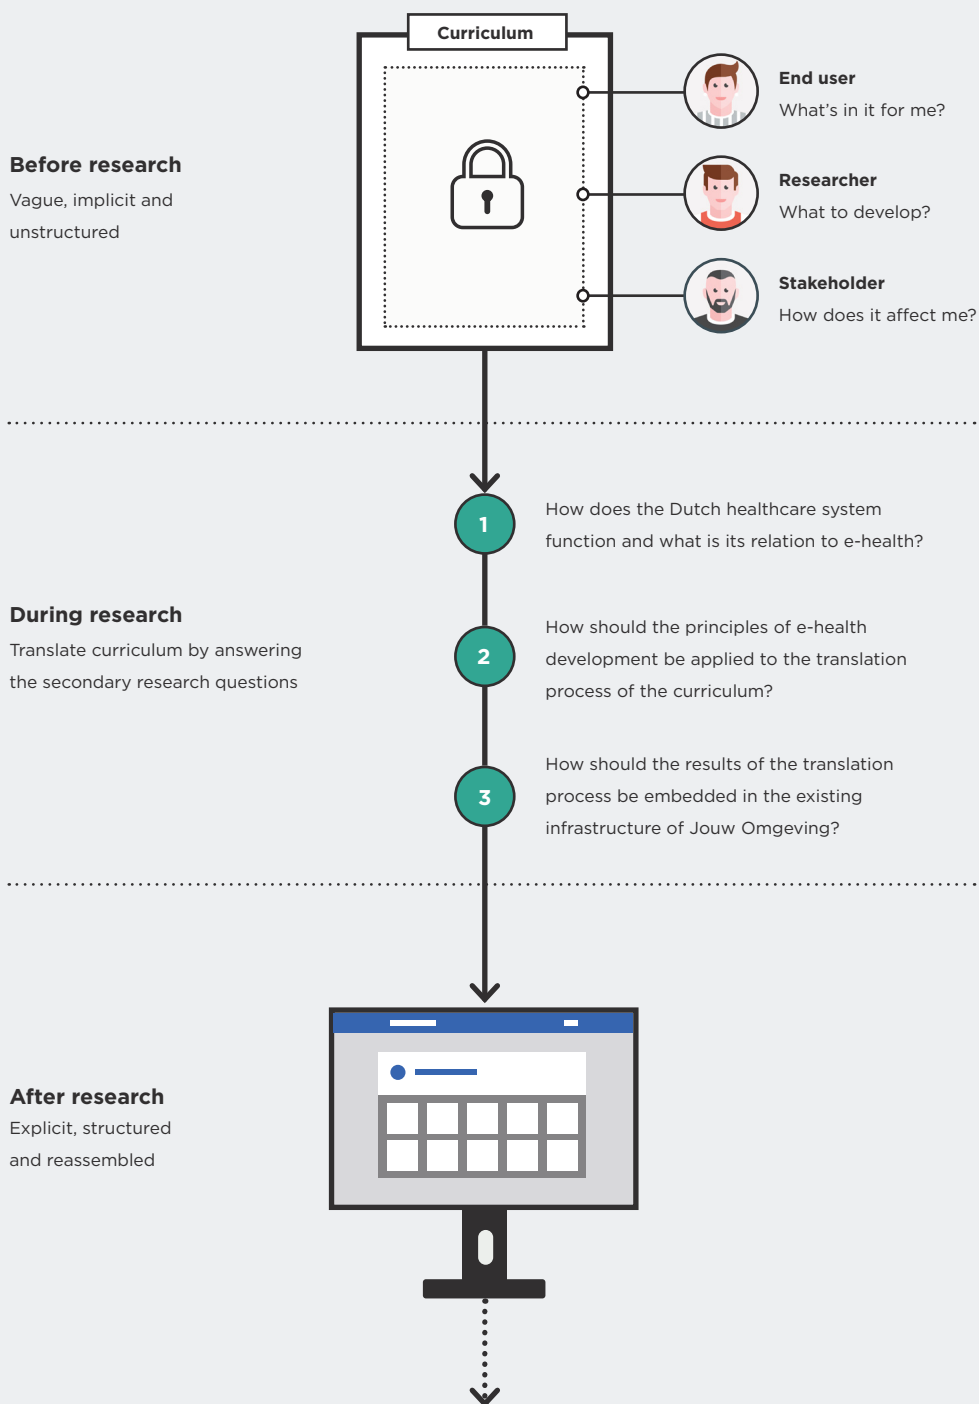 Curriculum
End user
What’s in it for me?
Before research
Vague, implicit and
unstructured
Researcher
What to develop?
Stakeholder
How does it affect me?
1
How does the Dutch healthcare system
function and what is its relation to e-health?
During research
Translate curriculum by answering
the secondary research questions
2
How should the principles of e-health
development be applied to the translation
process of the curriculum?
3
How should the results of the translation
process be embedded in the existing
infrastructure of Jouw Omgeving?
After research
Explicit, structured
and reassembled